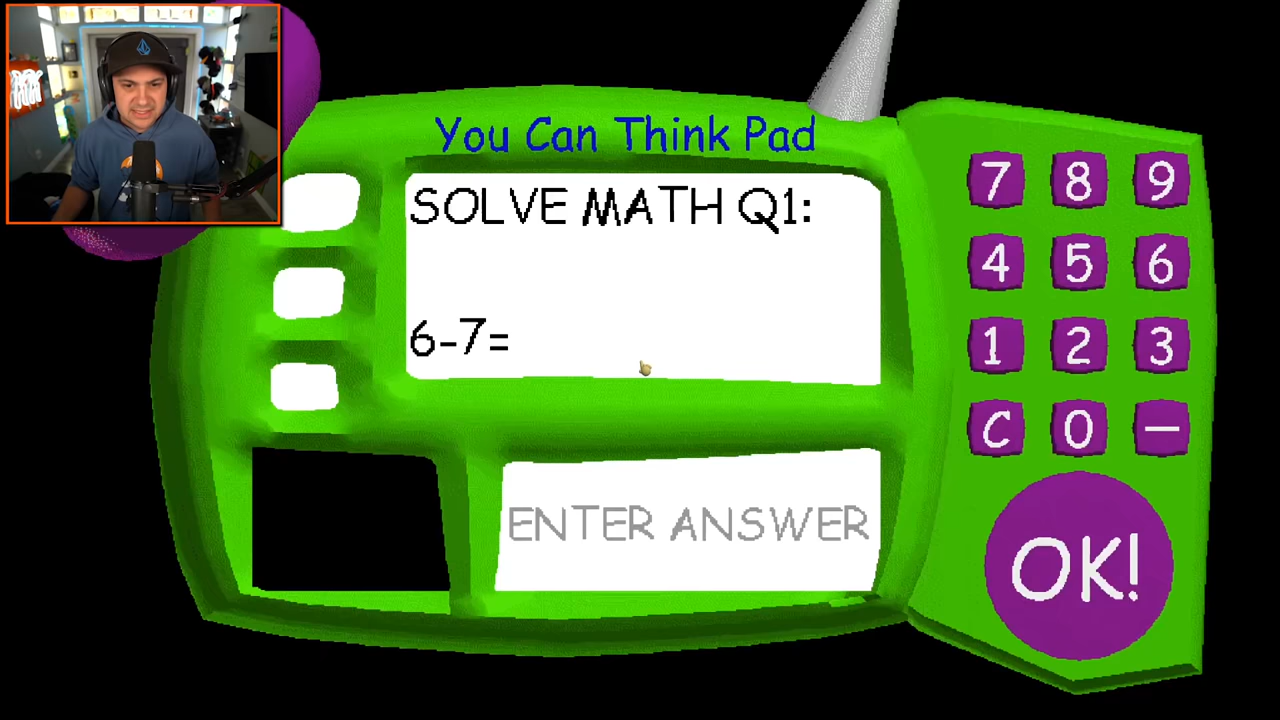 You Can Think Pad
SOLVE MATH Q1:
6-7=
ENTER ANSWER
7 8 9
4 5 6
1 2 3
C 0 —
OK!